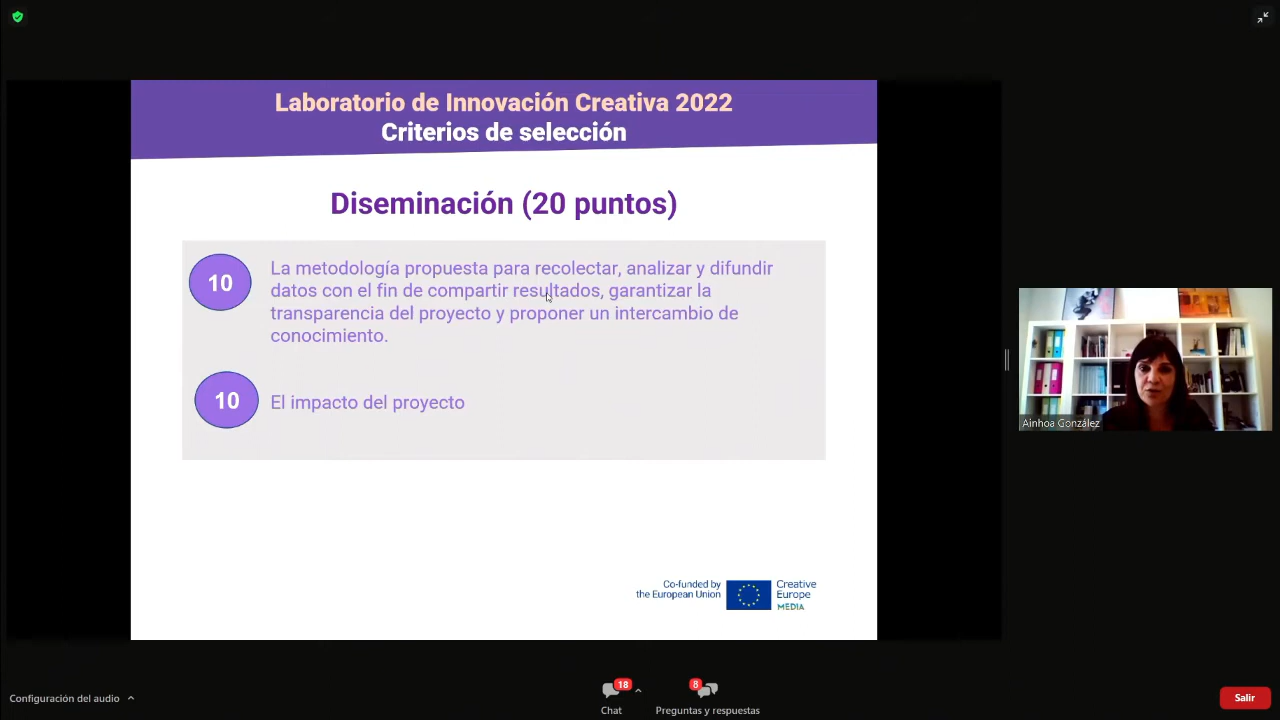 Laboratorio de Innovación Creativa 2022
Criterios de selección
Diseminación (20 puntos)
10
La metodología propuesta para recolectar, analizar y difundir
datos con el fin de compartir resultados, garantizar la
transparencia del proyecto y proponer un intercambio de
conocimiento.
10
El impacto del proyecto
Co-funded by
the European Union
Creative
Europe
MEDIA
Ainhoa González
Configuración del audio
18
Chat
8
Preguntas y respuestas
Salir